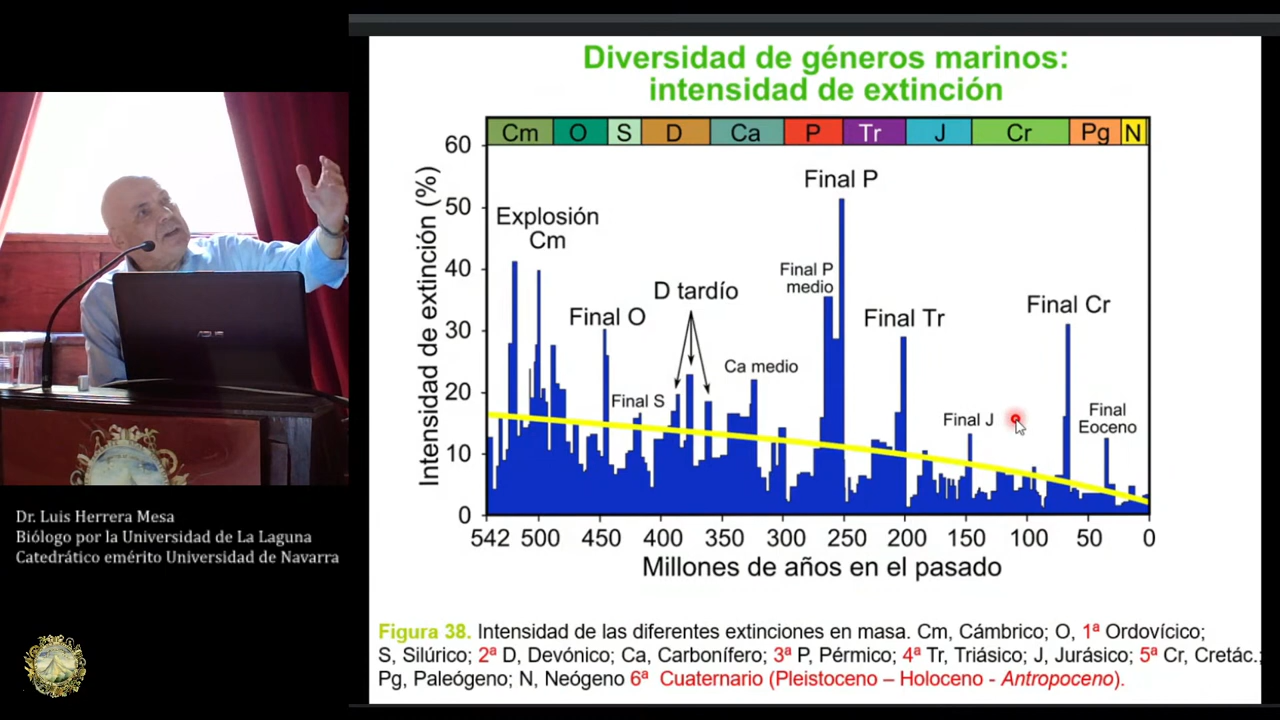 Diversidad de géneros marinos:
intensidad de extinción
Cm O S D Ca P Tr J Cr Pg N
60
50
40
30
20
10
0
Intensidad de extinción (%)
Explosión
Cm
Final O
Final S
D tardío
Ca medio
Final P
medio
Final P
Final Tr
Final J
Final Cr
Final
Eoceno
542 500 450 400 350 300 250 200 150 100 50 0
Millones de años en el pasado
Figura 38. Intensidad de las diferentes extinciones en masa. Cm, Cámbrico; O, 1ª Ordovícico;
S, Silúrico; 2ª D, Devónico; Ca, Carbonífero; 3ª P, Pérmico; 4ª Tr, Triásico; J, Jurásico; 5ª Cr, Cretác.;
Pg, Paleógeno; N, Neógeno 6ª Cuaternario (Pleistoceno – Holoceno - Antropoceno).
ASUS
Dr. Luis Herrera Mesa
Biólogo por la Universidad de La Laguna
Catedrático emérito Universidad de Navarra